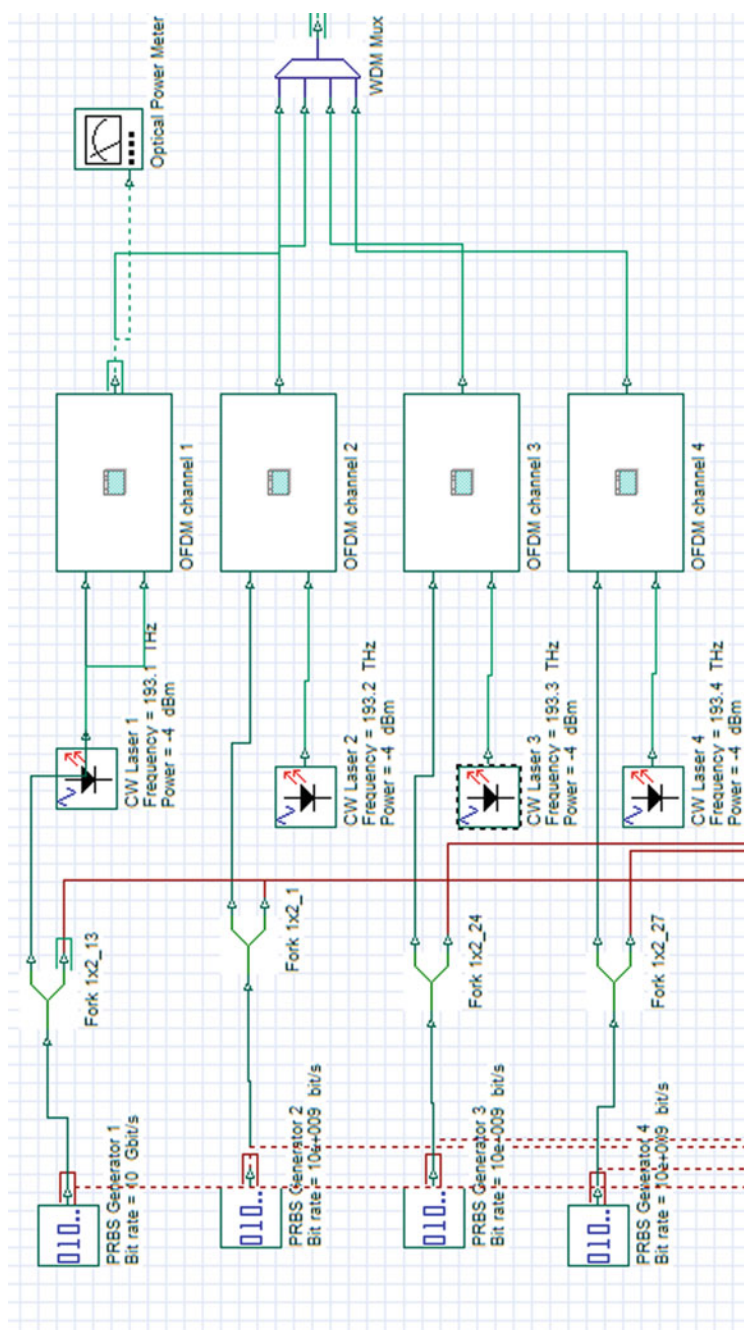 Optical Power Meter
WDM Mux
OFDM channel 1
OFDM channel 2
OFDM channel 3
OFDM channel 4
CW Laser 1
Frequency = 193.1 THz
Power = -4 dBm
CW Laser 2
Frequency = 193.2 THz
Power = -4 dBm
CW Laser 3
Frequency = 193.3 THz
Power = -4 dBm
CW Laser 4
Frequency = 193.4 THz
Power = -4 dBm
Fork 1x2_13
Fork 1x2_1
Fork 1x2_24
Fork 1x2_27
010..
PRBS Generator 1
Bit rate = 10 Gbit/s
010..
PRBS Generator 2
Bit rate = 10e+009 bit/s
010..
PRBS Generator 3
Bit rate = 10e+009 bit/s
010..
PRBS Generator 4
Bit rate = 10e+009 bit/s